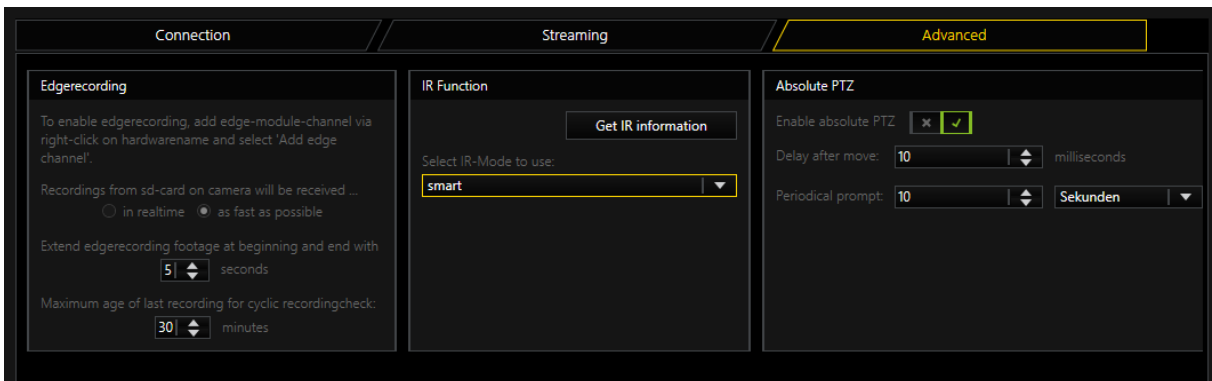 Connection
Streaming
Advanced
Edgerecording
To enable edgerecording, add edge-module-channel via
right-click on hardwarename and select 'Add edge
channel'.
Recordings from sd-card on camera will be received ...
in realtime
as fast as possible
Extend edgerecording footage at beginning and end with
5 seconds
Maximum age of last recording for cyclic recordingcheck:
30 minutes
IR Function
Get IR information
Select IR-Mode to use:
smart
Absolute PTZ
Enable absolute PTZ
Delay after move: 10 milliseconds
Periodical prompt: 10 Sekunden